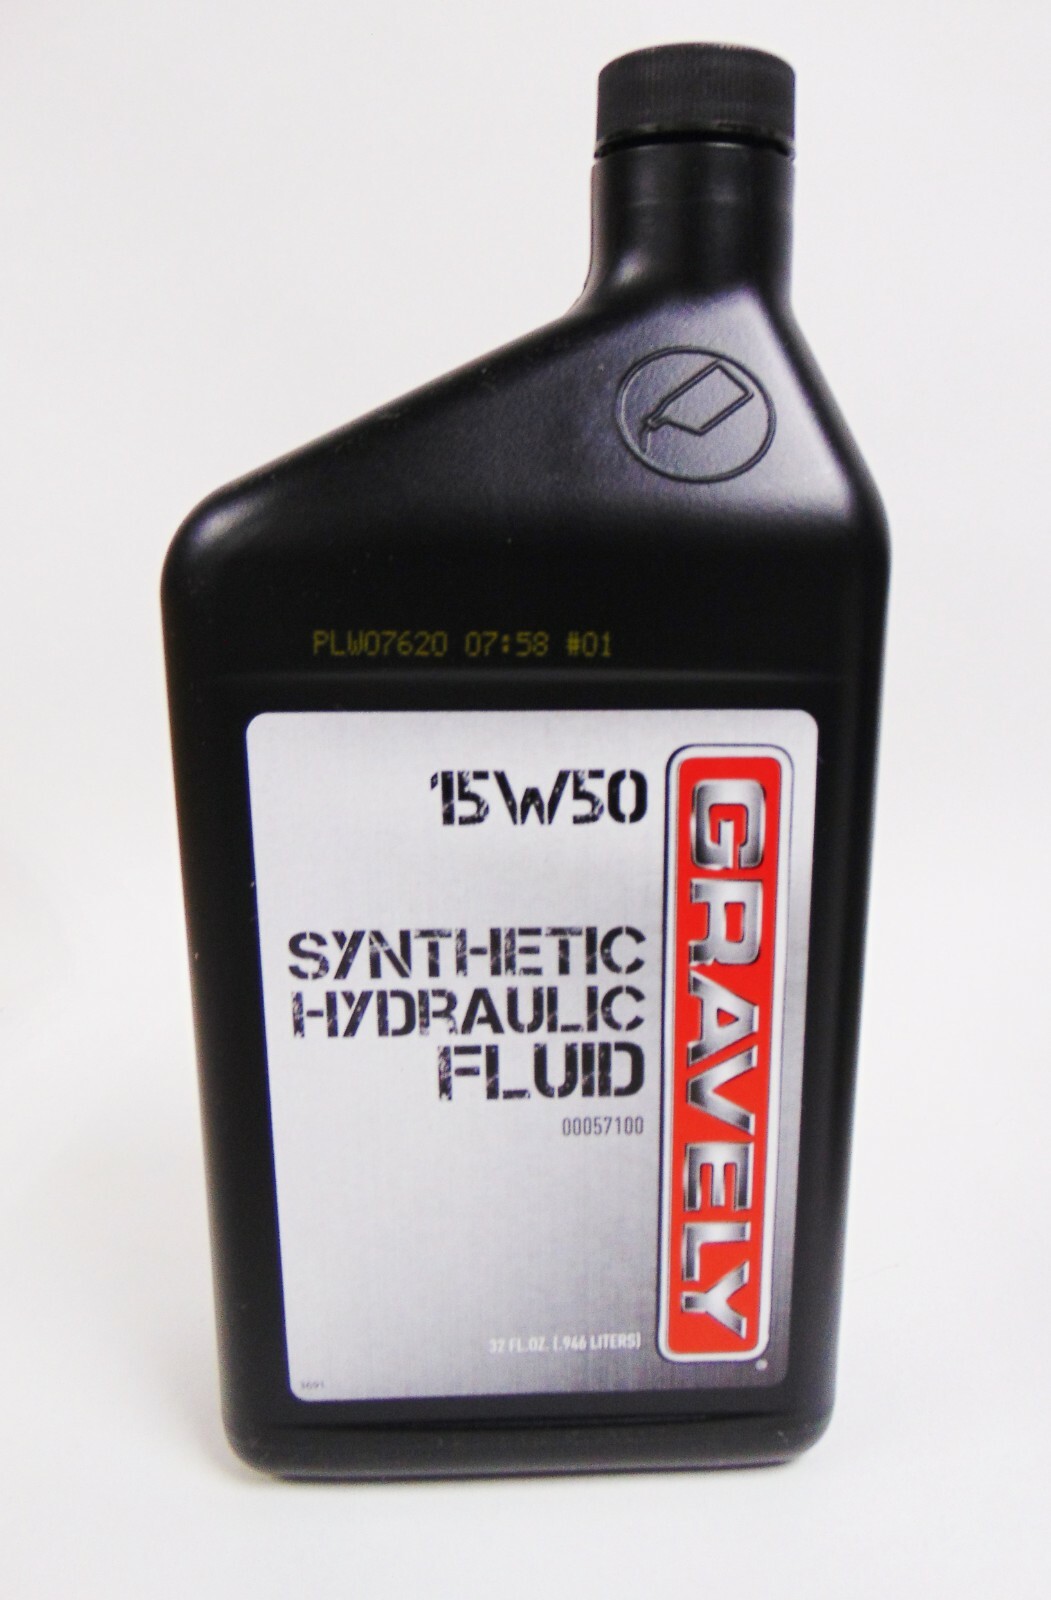 PLW07620 07:58 #01
15W50
GRAVELY
SYNTHETIC
HYDRAULIC
FLUID
00057100
32 FL.OZ. (.946 LITERS)
®